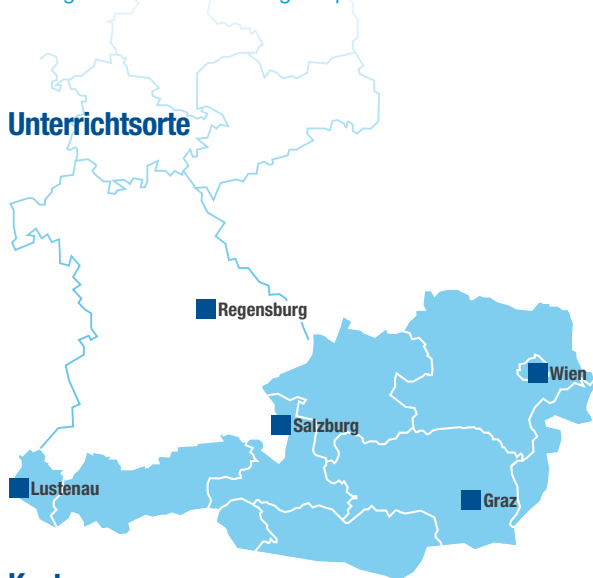 Unterrichtsorte
Regensburg
Wien
Salzburg
Lustenau
Graz